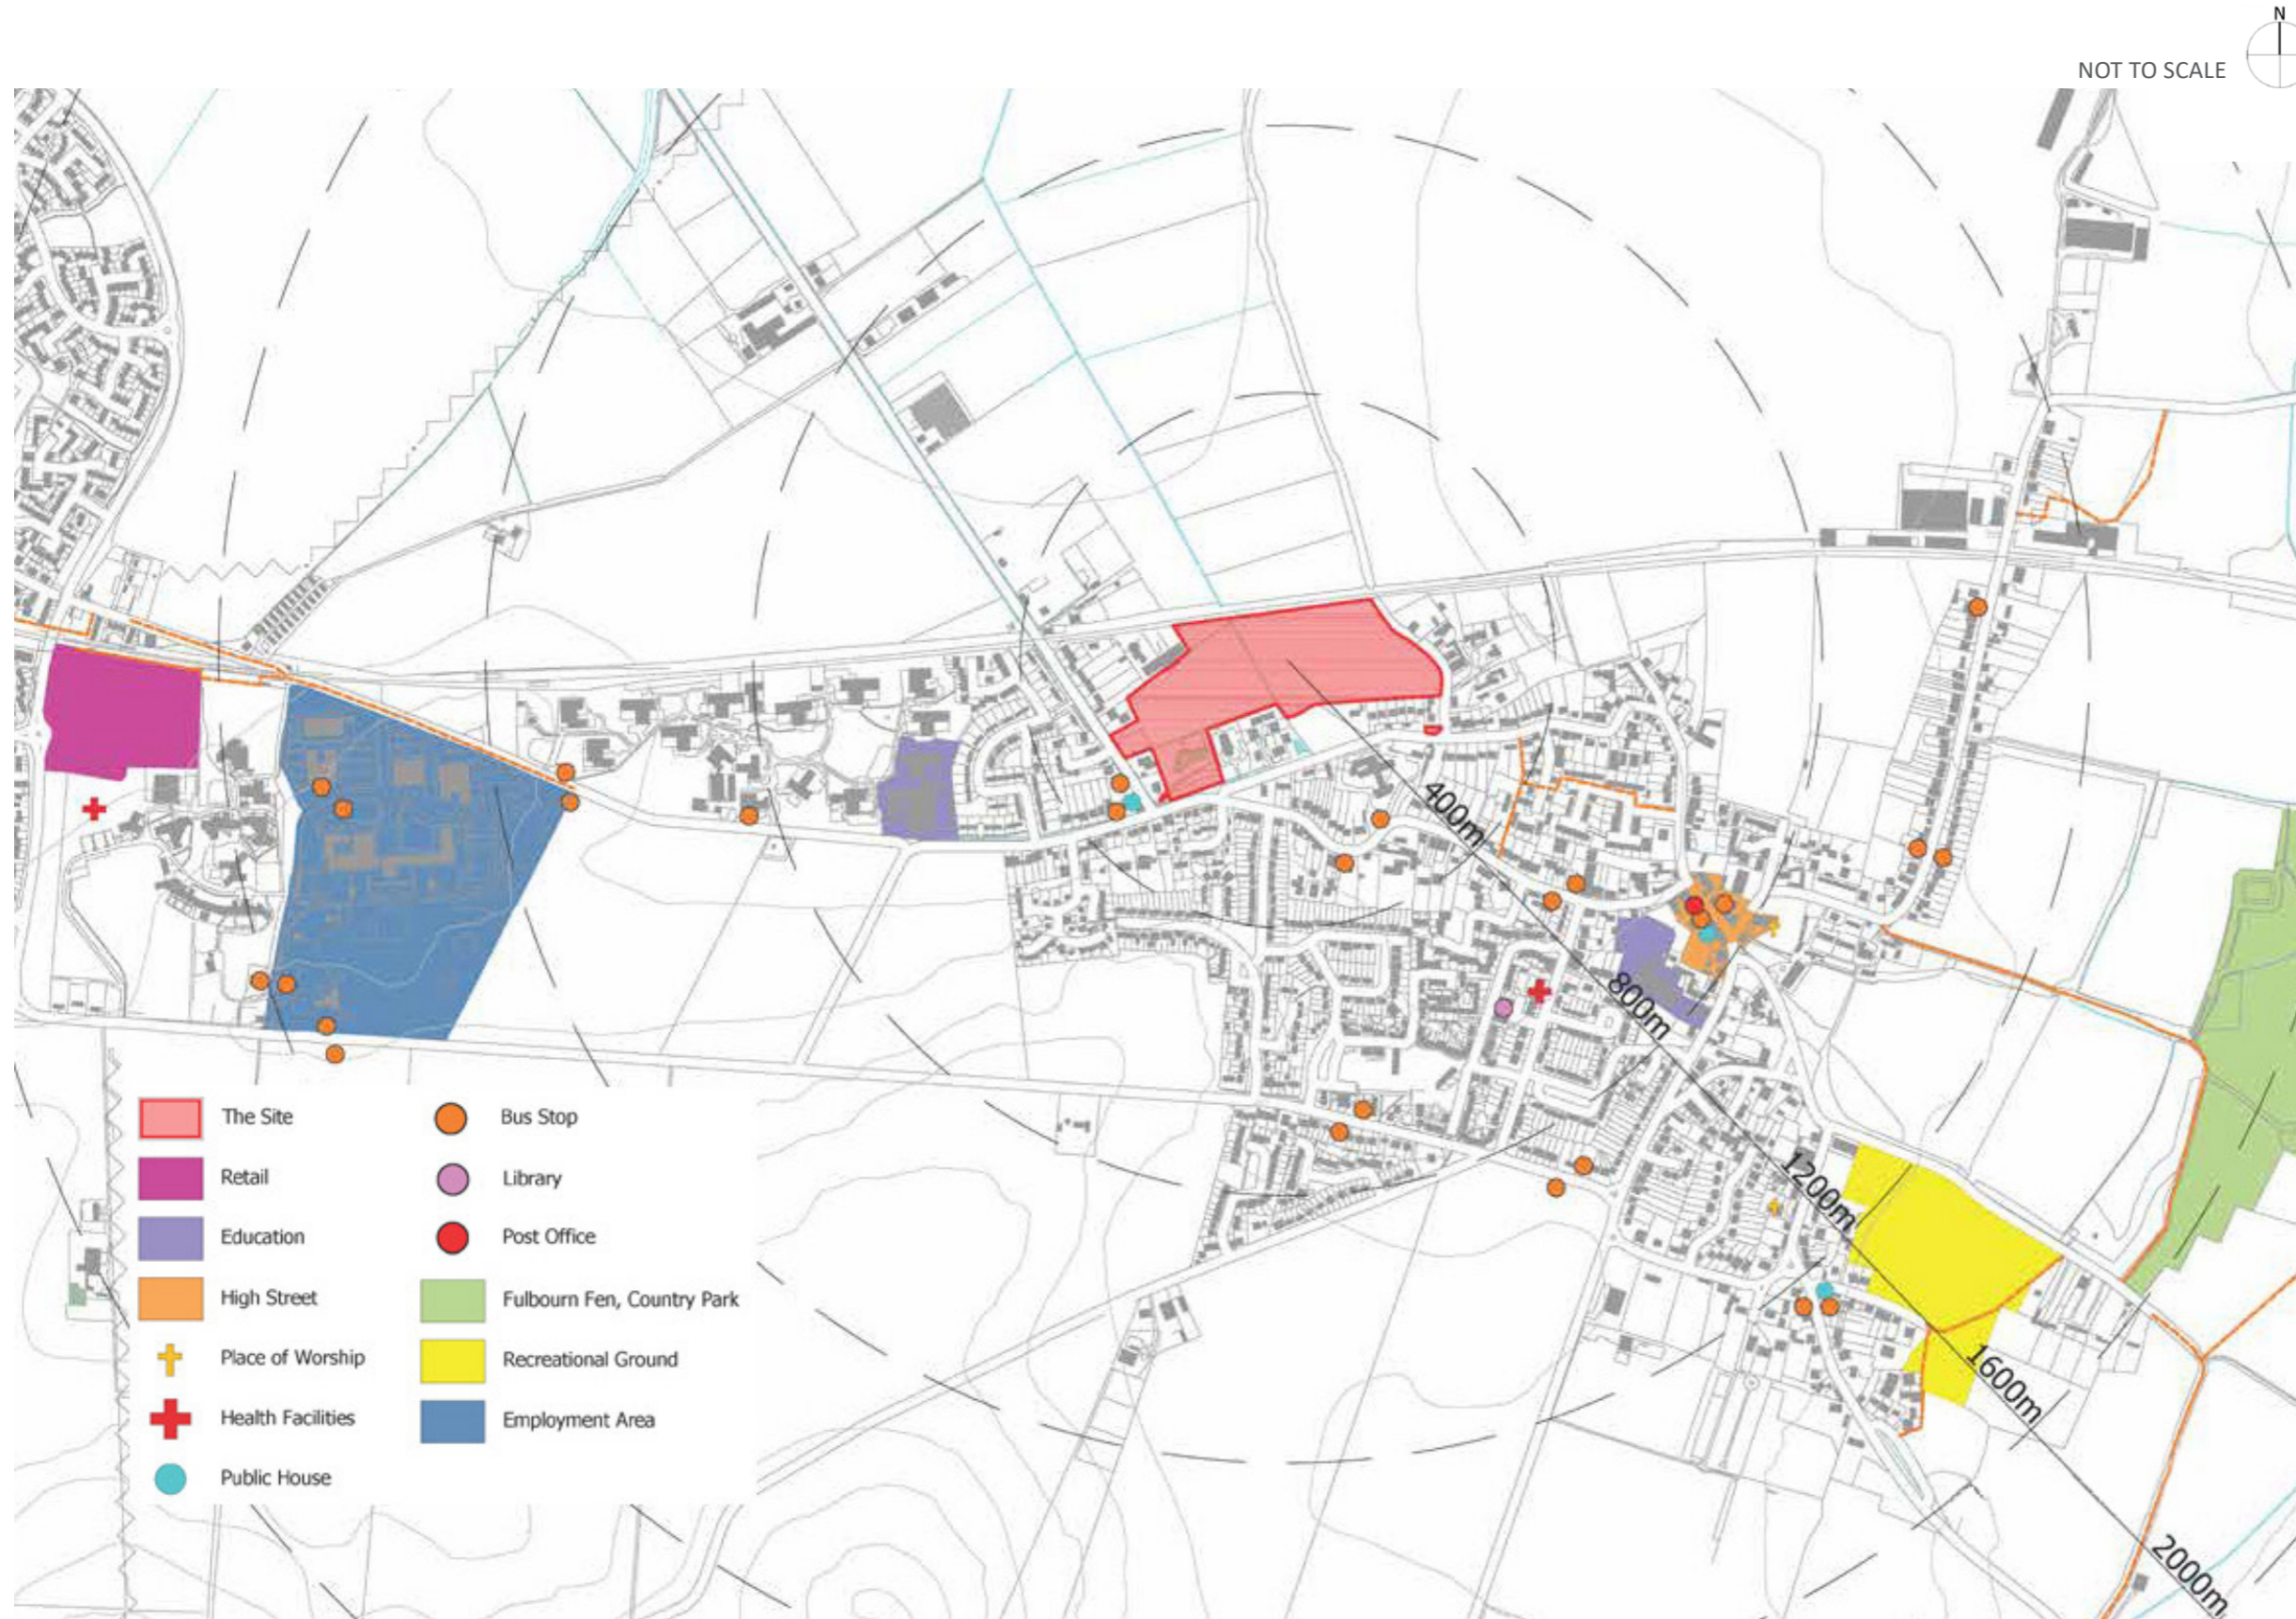 N
NOT TO SCALE
400m
800m
1200m
1600m
2000m
The Site
Retail
Education
High Street
Place of Worship
Health Facilities
Public House
Bus Stop
Library
Post Office
Fulbourn Fen, Country Park
Recreational Ground
Employment Area